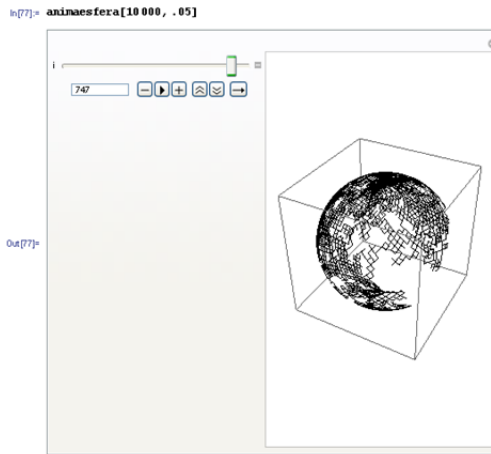 In[77]:= animaesfera[10000, .05]
i
747
Out[77]=